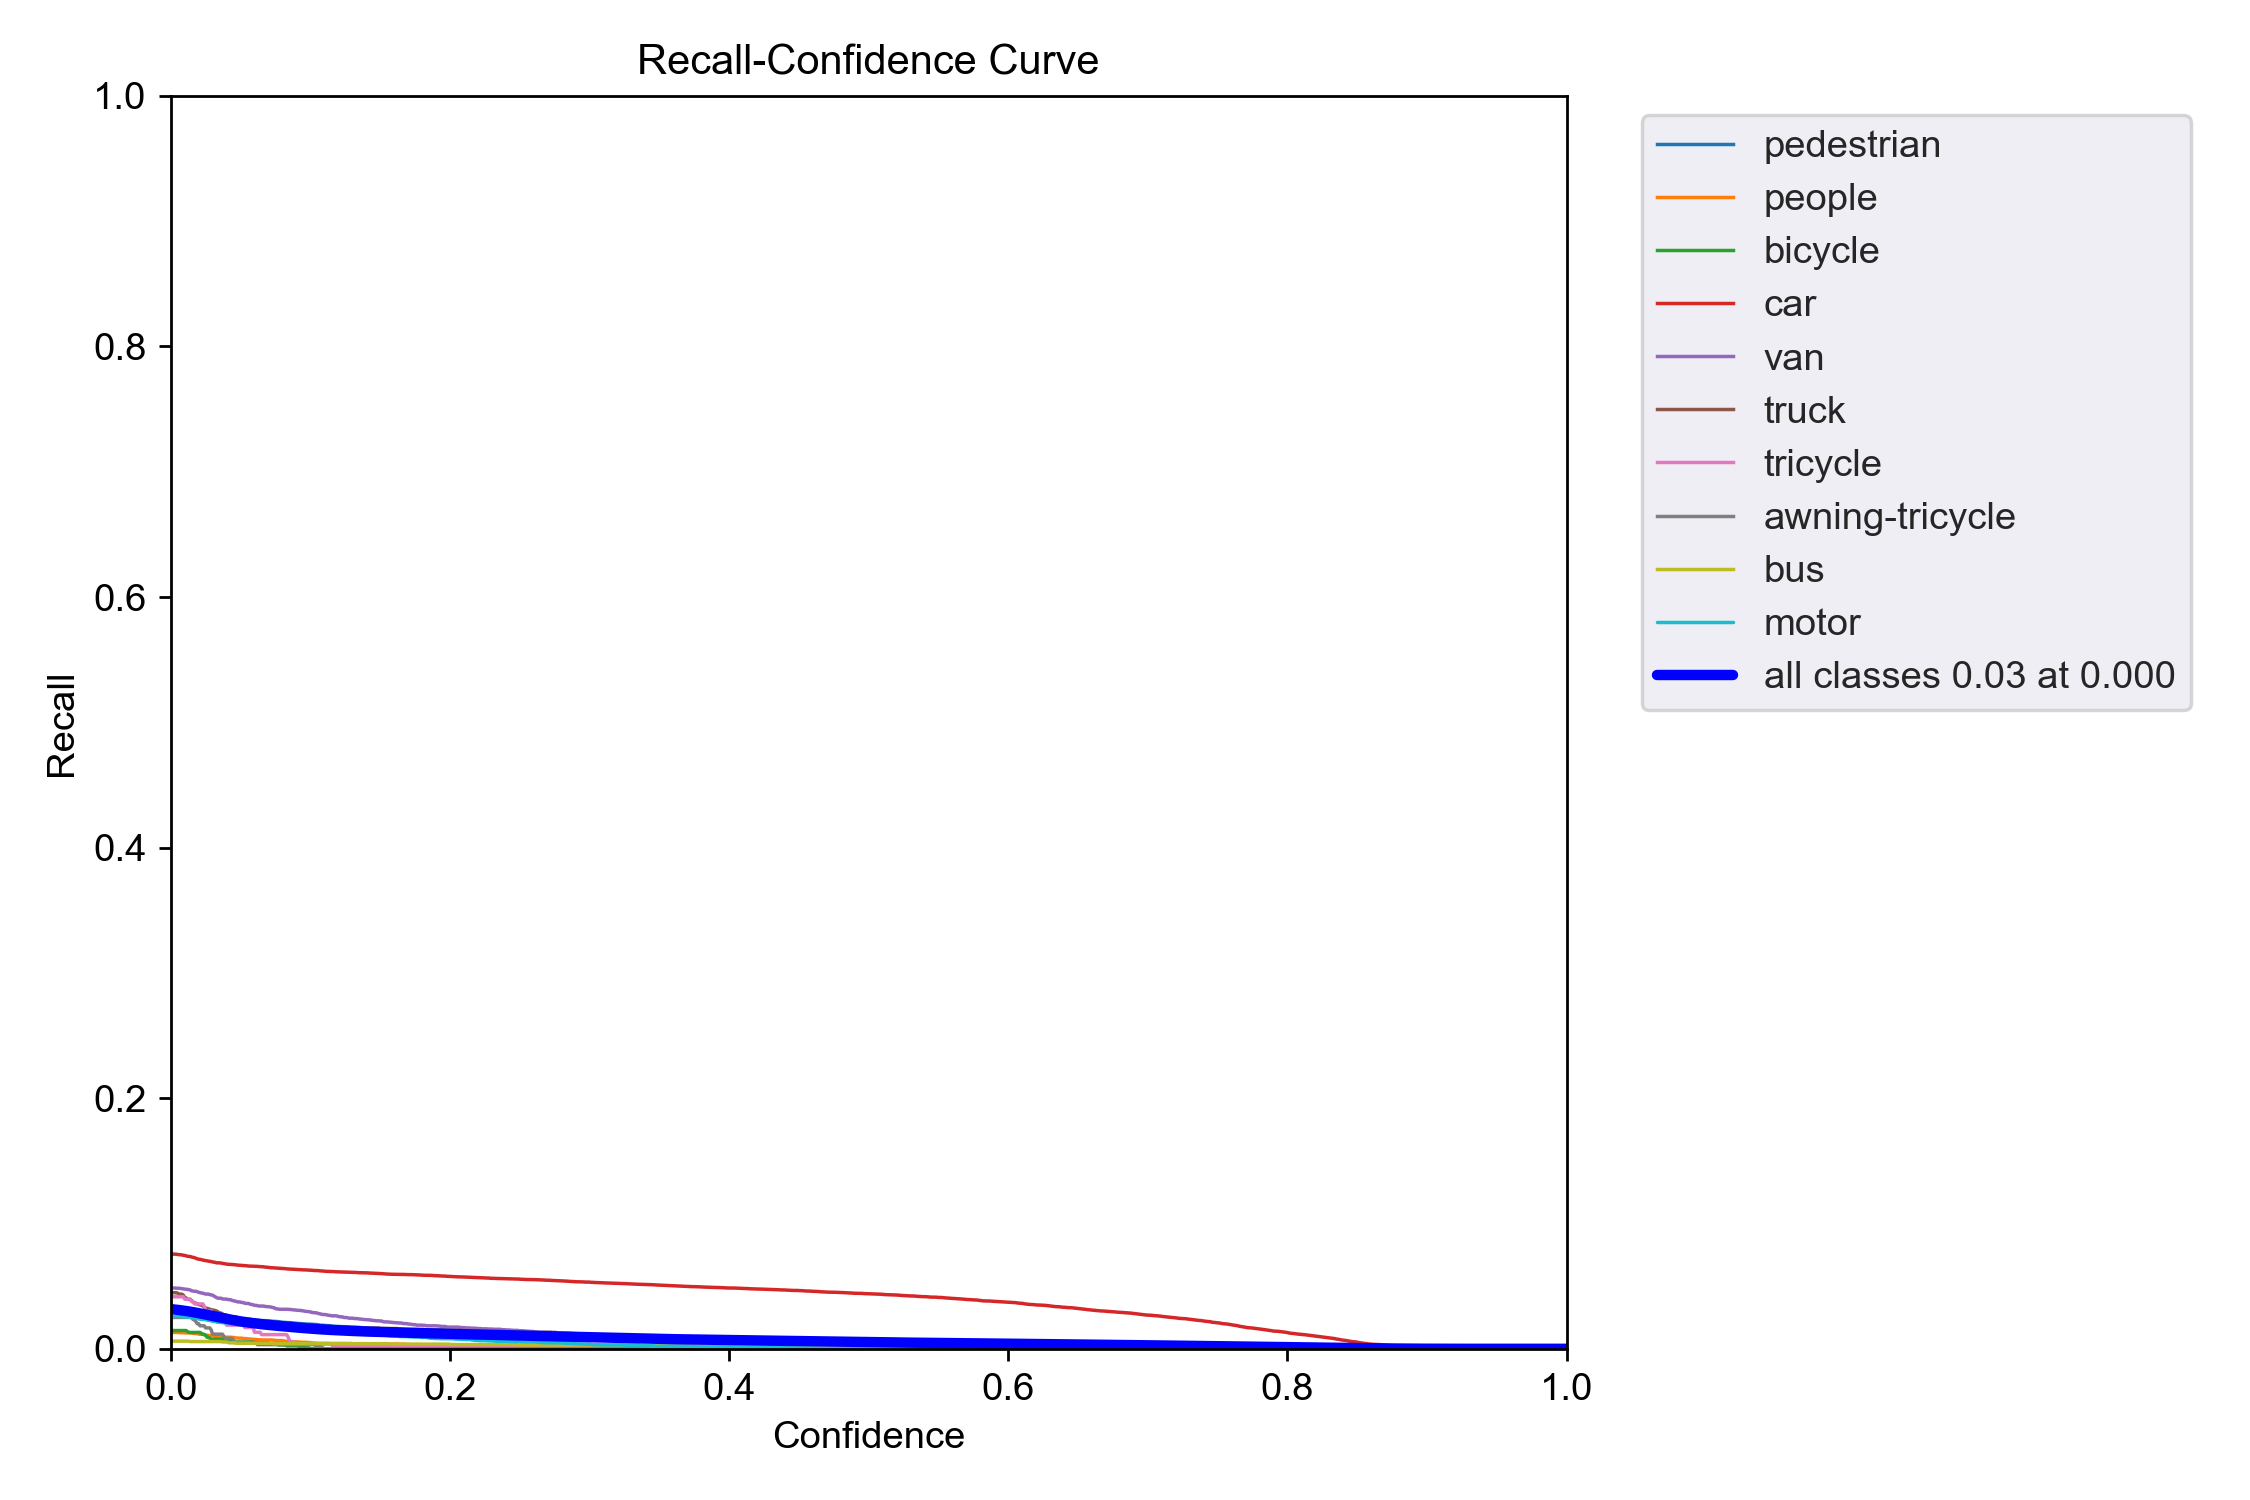 Recall-Confidence Curve
1.0
0.8
0.6
0.4
0.2
0.0
Recall
0.0 0.2 0.4 0.6 0.8 1.0
Confidence
pedestrian
people
bicycle
car
van
truck
tricycle
awning-tricycle
bus
motor
all classes 0.03 at 0.000